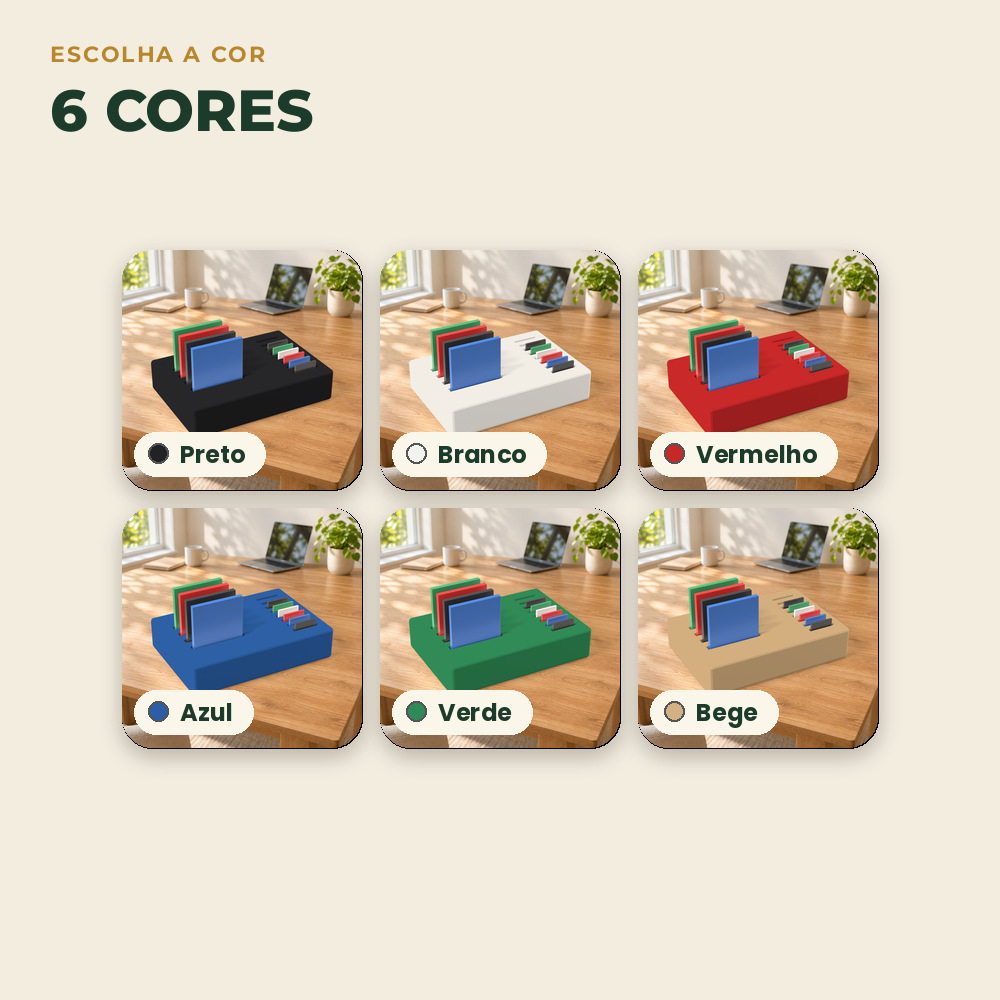 ESCOLHA A COR
6 CORES
Preto
Branco
Vermelho
Azul
Verde
Bege